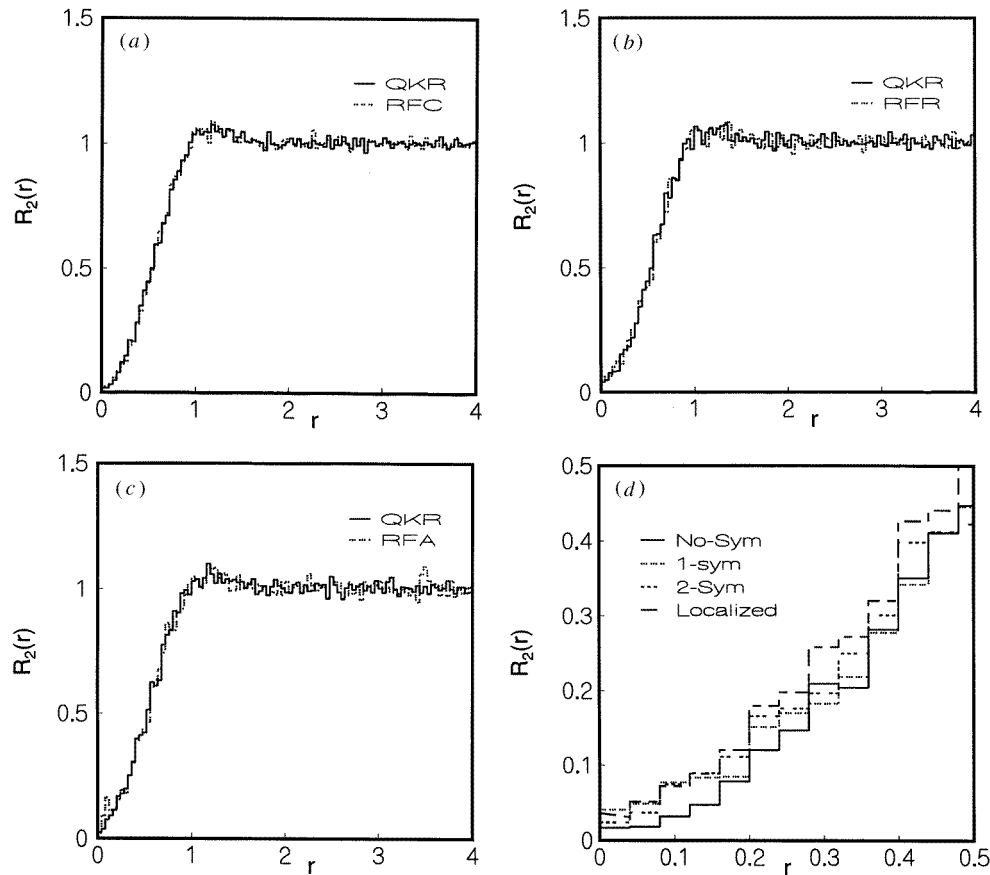 1.5
(a)
QKR
RFC
1
R2(r)
0.5
0
0 1 2 3 4
r
1.5
(b)
QKR
RFR
1
R2(r)
0.5
0
0 1 2 3 4
r
1.5
(c)
QKR
RFA
1
R2(r)
0.5
0
0 1 2 3 4
r
0.5
(d)
No-Sym
1-sym
2-Sym
Localized
0.4
0.3
R2(r)
0.2
0.1
0
0 0.1 0.2 0.3 0.4 0.5
r